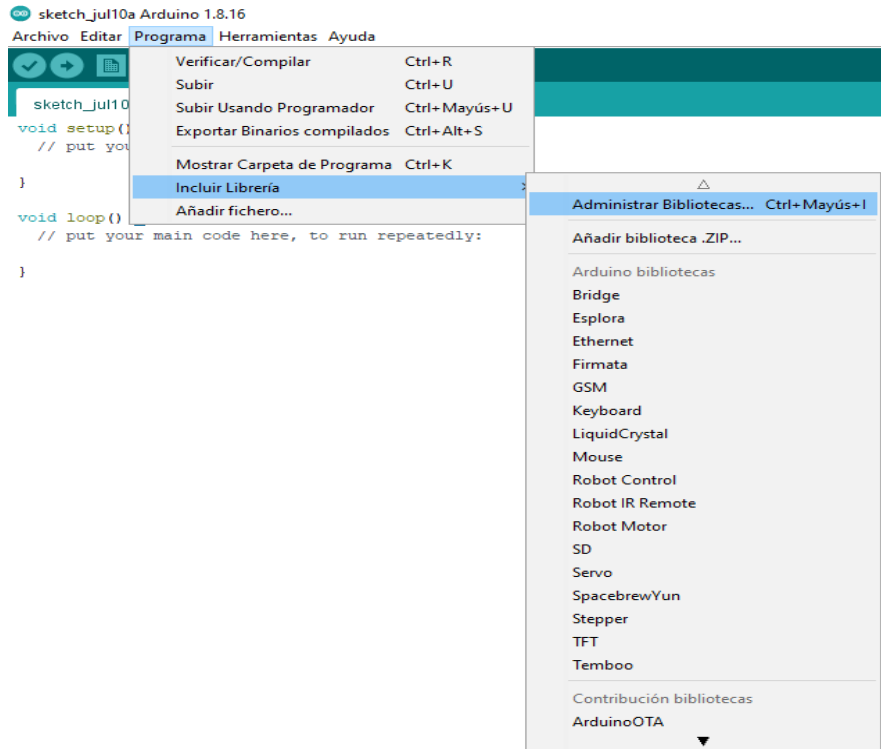 sketch_jul10a Arduino 1.8.16
Archivo Editar Programa Herramientas Ayuda
sketch_jul10
void setup()
// put you
}
void loop()
// put your main code here, to run repeatedly:
}
Verificar/Compilar Ctrl+R
Subir Ctrl+U
Subir Usando Programador Ctrl+Mayús+U
Exportar Binarios compilados Ctrl+Alt+S
Mostrar Carpeta de Programa Ctrl+K
Incluir Librería
Añadir fichero...
Administrar Bibliotecas... Ctrl+Mayús+I
Añadir biblioteca .ZIP...
Arduino bibliotecas
Bridge
Esplora
Ethernet
Firmata
GSM
Keyboard
LiquidCrystal
Mouse
Robot Control
Robot IR Remote
Robot Motor
SD
Servo
SpacebrewYun
Stepper
TFT
Temboo
Contribución bibliotecas
ArduinoOTA